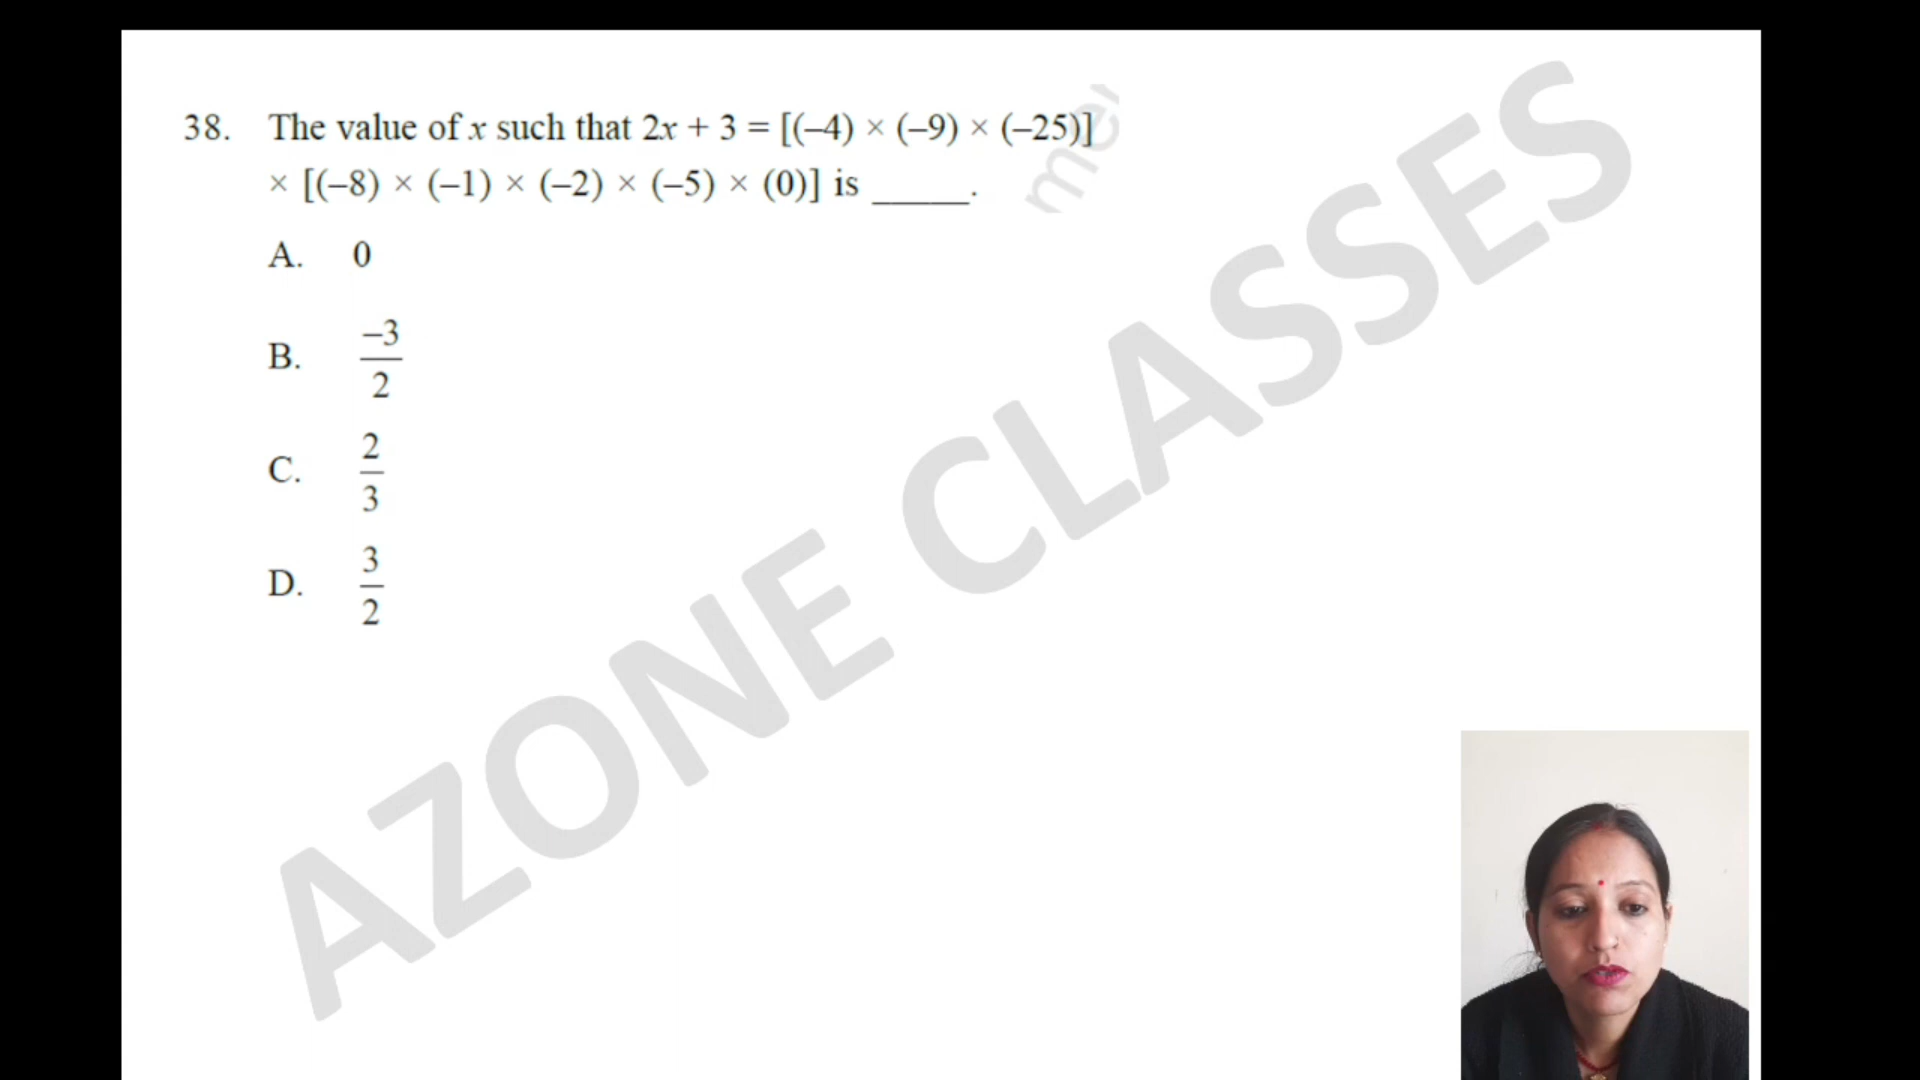 38. The value of x such that 2x + 3 = [(–4) × (–9) × (–25)]
× [(–8) × (–1) × (–2) × (–5) × (0)] is _____.
A. 0
B. –3/2
C. 2/3
D. 3/2
AZONE CLASSES